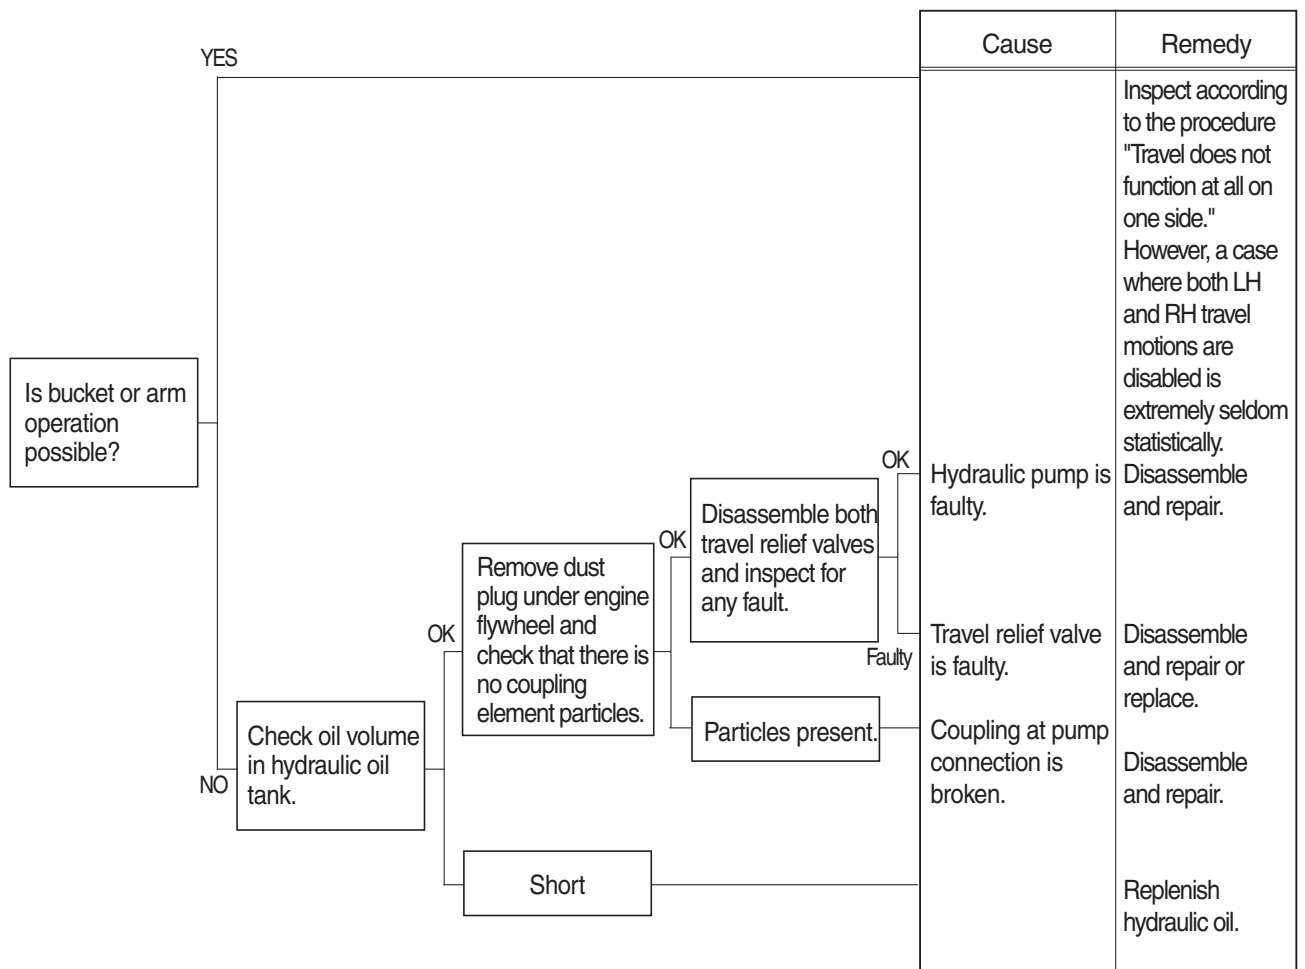 Cause
Remedy
YES
Inspect according
to the procedure
"Travel does not
function at all on
one side."
However, a case
where both LH
and RH travel
motions are
disabled is
extremely seldom
statistically.
Is bucket or arm
operation
possible?
OK
Hydraulic pump is
faulty.
Disassemble
and repair.
Disassemble both
travel relief valves
and inspect for
any fault.
OK
Remove dust
plug under engine
flywheel and
check that there is
no coupling
element particles.
OK
Faulty
Travel relief valve
is faulty.
Disassemble
and repair or
replace.
Particles present.
Coupling at pump
connection is
broken.
Disassemble
and repair.
Check oil volume
in hydraulic oil
tank.
NO
Short
Replenish
hydraulic oil.